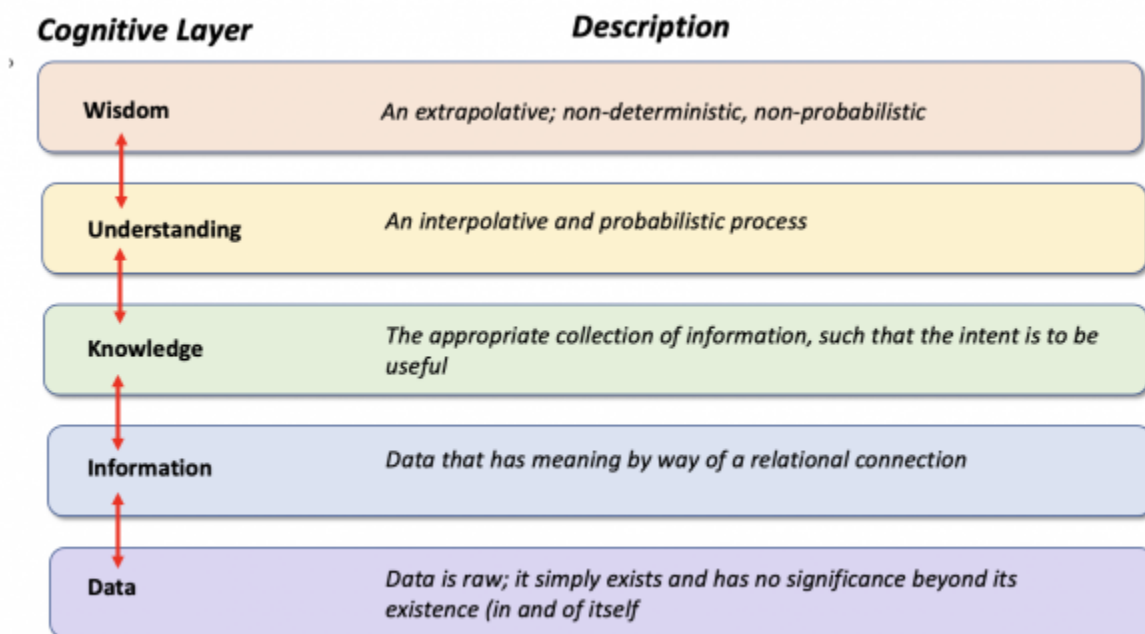 Cognitive Layer Description
Wisdom An extrapolative; non-deterministic, non-probabilistic
Understanding An interpolative and probabilistic process
Knowledge The appropriate collection of information, such that the intent is to be
useful
Information Data that has meaning by way of a relational connection
Data Data is raw; it simply exists and has no significance beyond its
existence (in and of itself